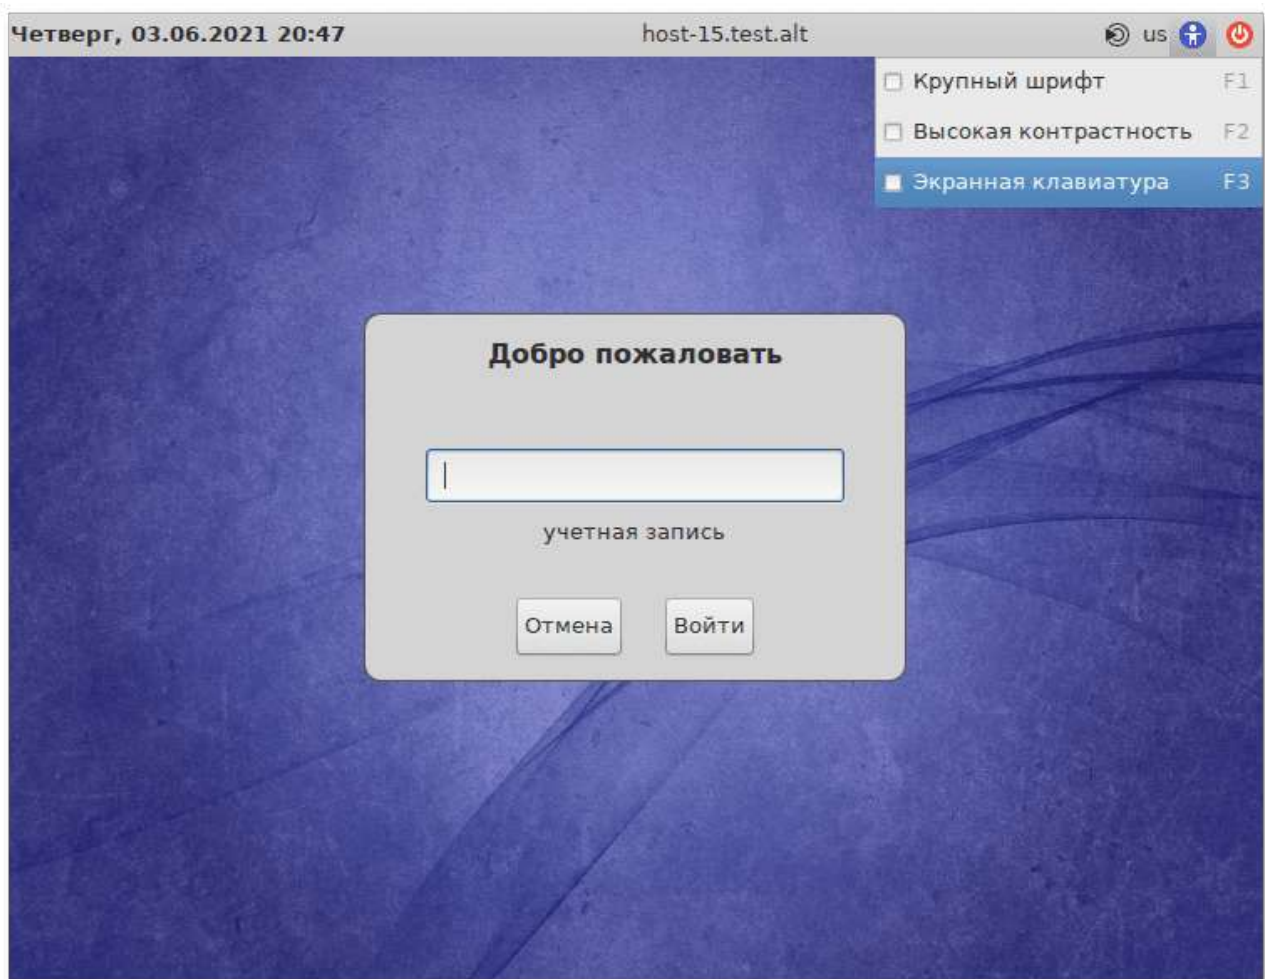 Четверг, 03.06.2021 20:47 host-15.test.alt us
Крупный шрифт F1
Высокая контрастность F2
Экранная клавиатура F3
Добро пожаловать
учетная запись
Отмена Войти